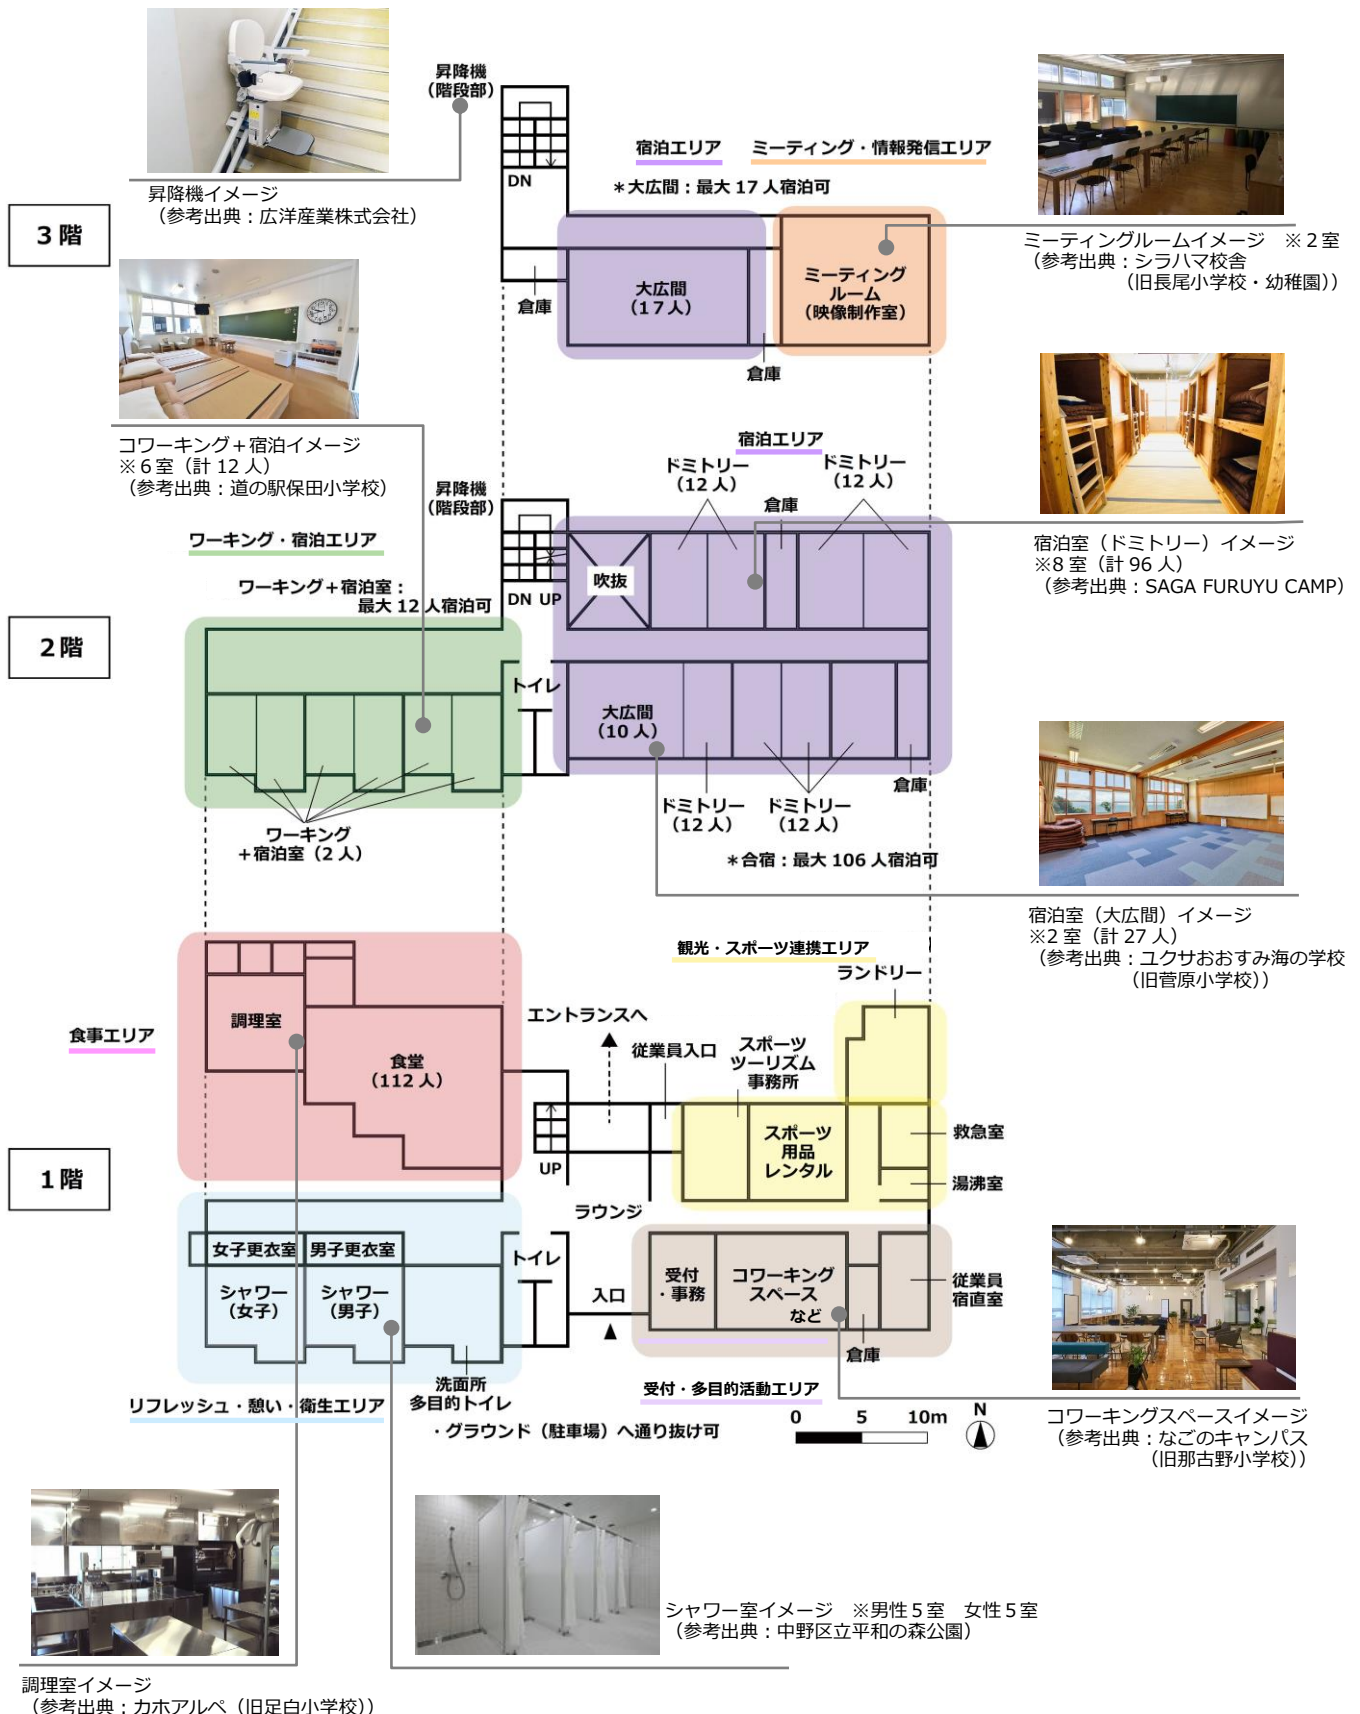 昇降機
（階段部）
宿泊エリア
ミーティング・情報発信エリア
DN
＊大広間：最大 17 人宿泊可
昇降機イメージ
（参考出典：広洋産業株式会社）
3 階
ミーティングルームイメージ　※２室
（参考出典：シラハマ校舎
（旧長尾小学校・幼稚園））
大広間
（17 人）
ミーティング
ルーム
（映像制作室）
倉庫
倉庫
コワーキング＋宿泊イメージ
※６室（計 12 人）
（参考出典：道の駅保田小学校）
宿泊エリア
ドミトリー
（12 人）
ドミトリー
（12 人）
倉庫
昇降機
（階段部）
ワーキング・宿泊エリア
宿泊室（ドミトリー）イメージ
※8 室（計 96 人）
（参考出典：SAGA FURUYU CAMP）
吹抜
ワーキング＋宿泊室：
最大 12 人宿泊可
DN UP
2 階
トイレ
大広間
（10 人）
倉庫
ドミトリー
（12 人）
ドミトリー
（12 人）
ワーキング
＋宿泊室（2 人）
＊合宿：最大 106 人宿泊可
宿泊室（大広間）イメージ
※2 室（計 27 人）
（参考出典：ユクサおおすみ海の学校
（旧菅原小学校））
観光・スポーツ連携エリア
ランドリー
食事エリア
調理室
食堂
（112 人）
エントランスへ
従業員入口
スポーツ
ツーリズム
事務所
1 階
UP
スポーツ
用品
レンタル
救急室
湯沸室
ラウンジ
女子更衣室
男子更衣室
トイレ
シャワー
（女子）
シャワー
（男子）
入口
受付
・事務
コワーキング
スペース
など
従業員
宿直室
倉庫
洗面所
多目的トイレ
リフレッシュ・憩い・衛生エリア
受付・多目的活動エリア
・グラウンド（駐車場）へ通り抜け可
0 5 10m
N
コワーキングスペースイメージ
（参考出典：なごのキャンパス
（旧那古野小学校））
シャワー室イメージ　※男性５室　女性５室
（参考出典：中野区立平和の森公園）
調理室イメージ
（参考出典：カホアルペ（旧足白小学校））